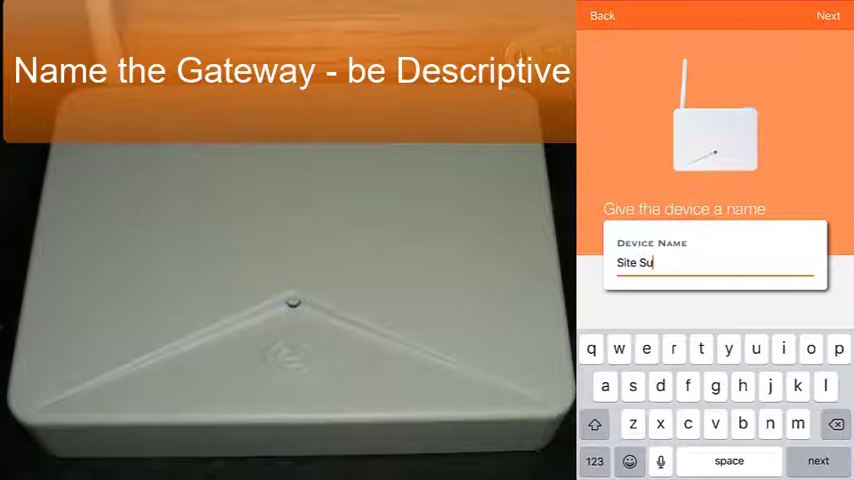 Name the Gateway - be Descriptive
Back Next
Give the device a name
DEVICE NAME
Site Su
q w e r t y u i o p
a s d f g h j k l
z x c v b n m
123 space next